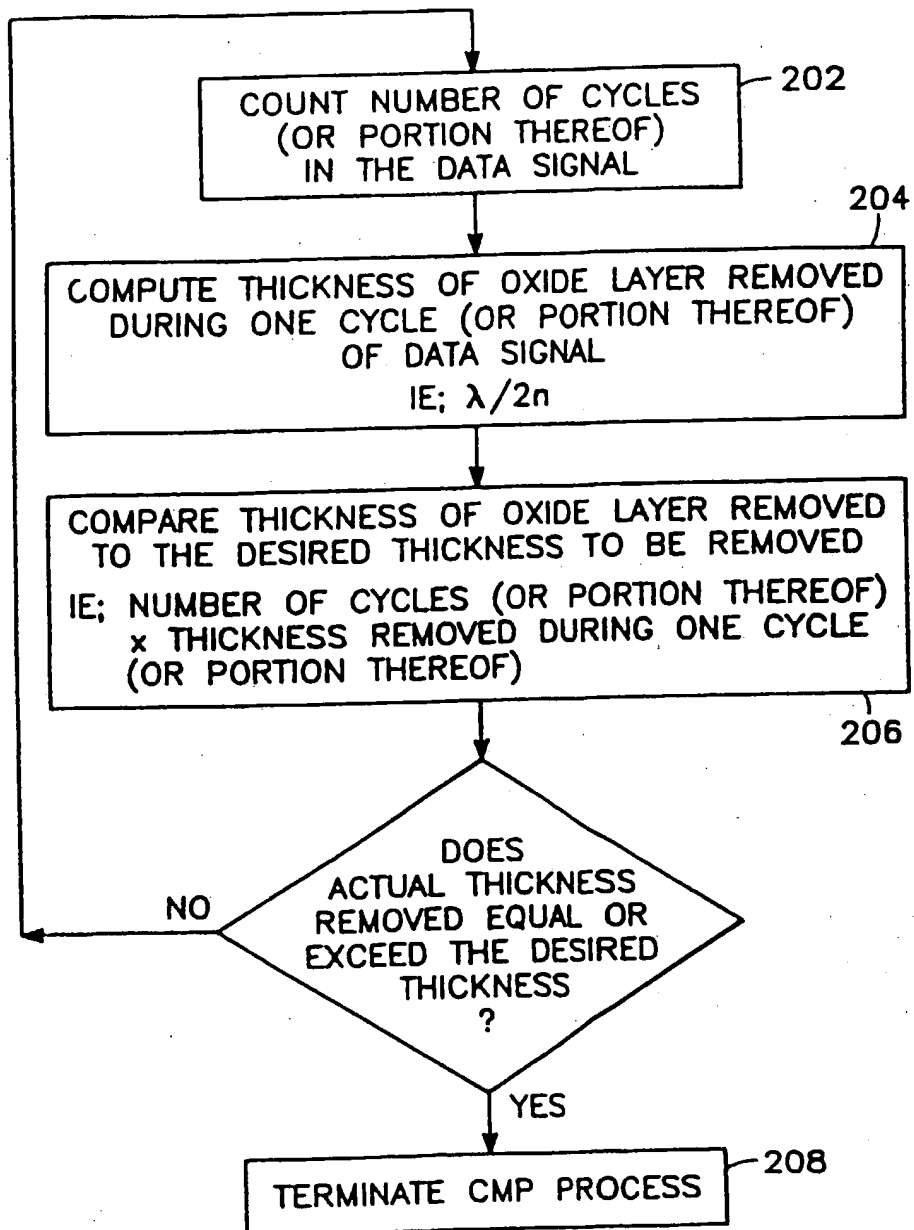 COUNT NUMBER OF CYCLES
(OR PORTION THEREOF)
IN THE DATA SIGNAL
202
204
COMPUTE THICKNESS OF OXIDE LAYER REMOVED
DURING ONE CYCLE (OR PORTION THEREOF)
OF DATA SIGNAL
IE; λ/2n
COMPARE THICKNESS OF OXIDE LAYER REMOVED
TO THE DESIRED THICKNESS TO BE REMOVED
IE; NUMBER OF CYCLES (OR PORTION THEREOF)
x THICKNESS REMOVED DURING ONE CYCLE
(OR PORTION THEREOF)
206
DOES
ACTUAL THICKNESS
REMOVED EQUAL OR
EXCEED THE DESIRED
THICKNESS
?
NO
YES
TERMINATE CMP PROCESS
208